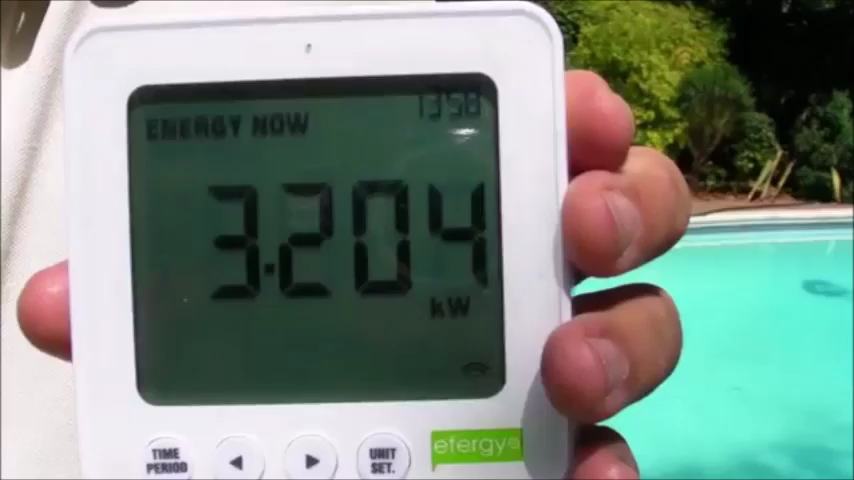 13:58
ENERGY NOW
3.204
kW
TIME PERIOD
UNIT SET.
efergy